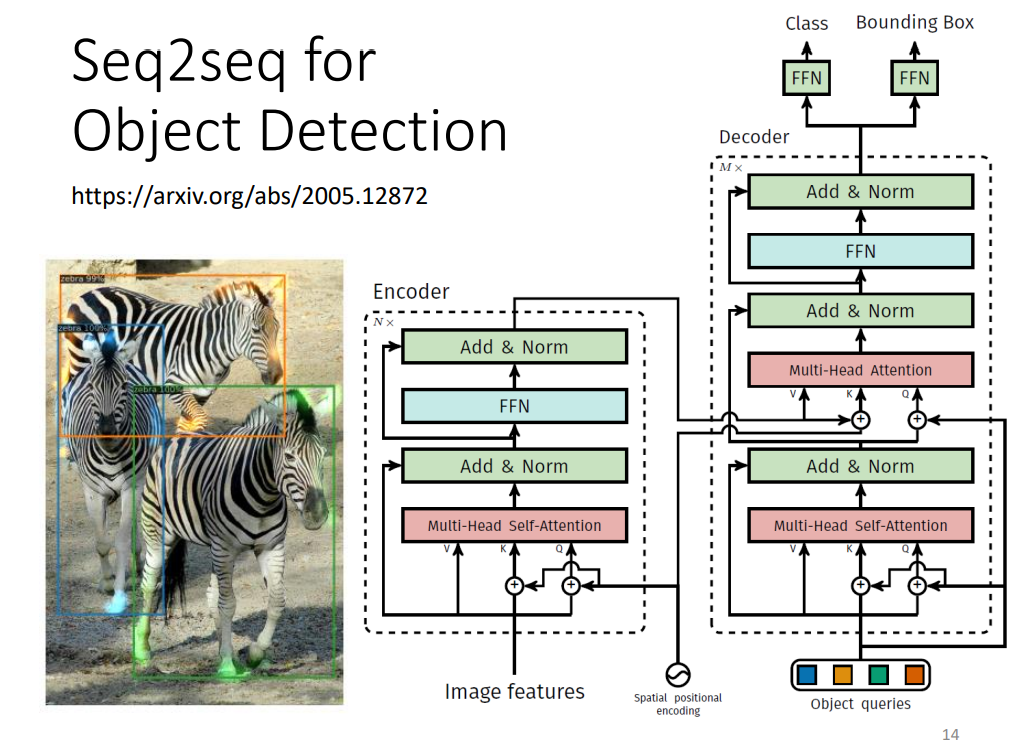 Seq2seq for
Object Detection
https://arxiv.org/abs/2005.12872
zebra 99%
zebra 100%
zebra 100%
Encoder
N×
Add & Norm
FFN
Add & Norm
Multi-Head Self-Attention
V K Q
Image features
Spatial positional
encoding
Class
Bounding Box
FFN
FFN
Decoder
M×
Add & Norm
FFN
Add & Norm
Multi-Head Attention
V K Q
Add & Norm
Multi-Head Self-Attention
V K Q
Object queries
14